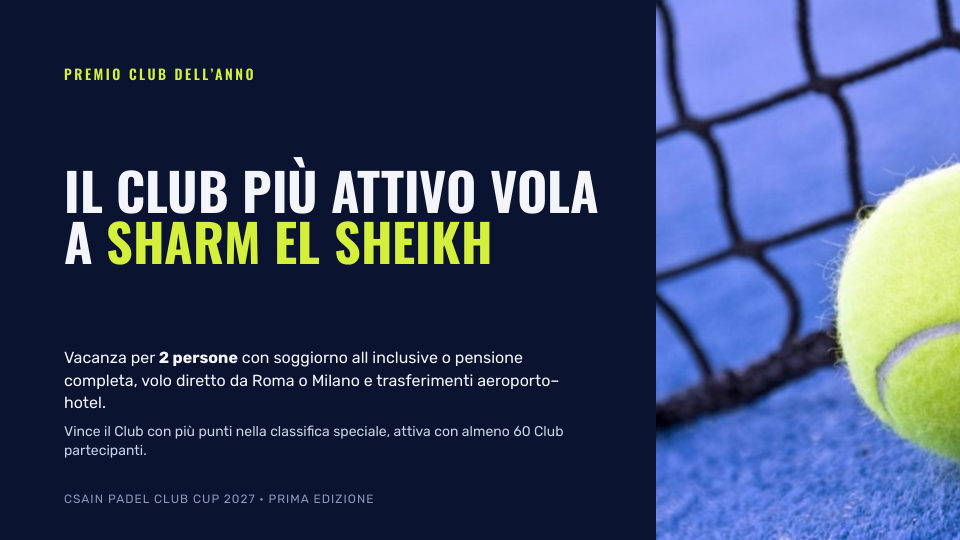 PREMIO CLUB DELL’ANNO
IL CLUB PIÙ ATTIVO VOLA
A SHARM EL SHEIKH
Vacanza per 2 persone con soggiorno all inclusive o pensione
completa, volo diretto da Roma o Milano e trasferimenti aeroporto–
hotel.
Vince il Club con più punti nella classifica speciale, attiva con almeno 60 Club
partecipanti.
CSAIN PADEL CLUB CUP 2027 • PRIMA EDIZIONE